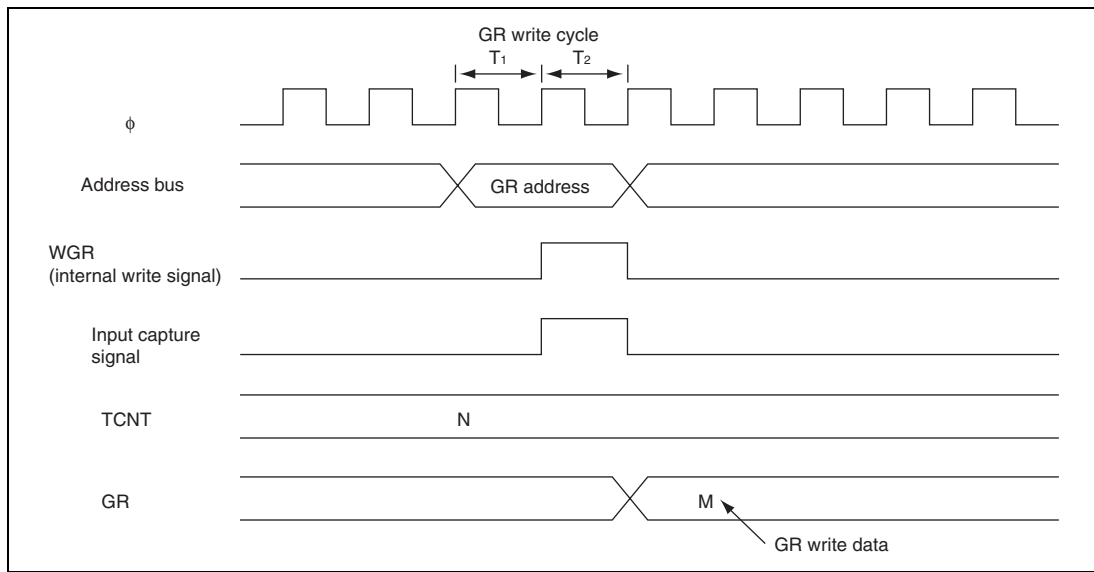 GR write cycle
T1 T2
ϕ
Address bus
GR address
WGR
(internal write signal)
Input capture
signal
TCNT
N
GR
M
GR write data